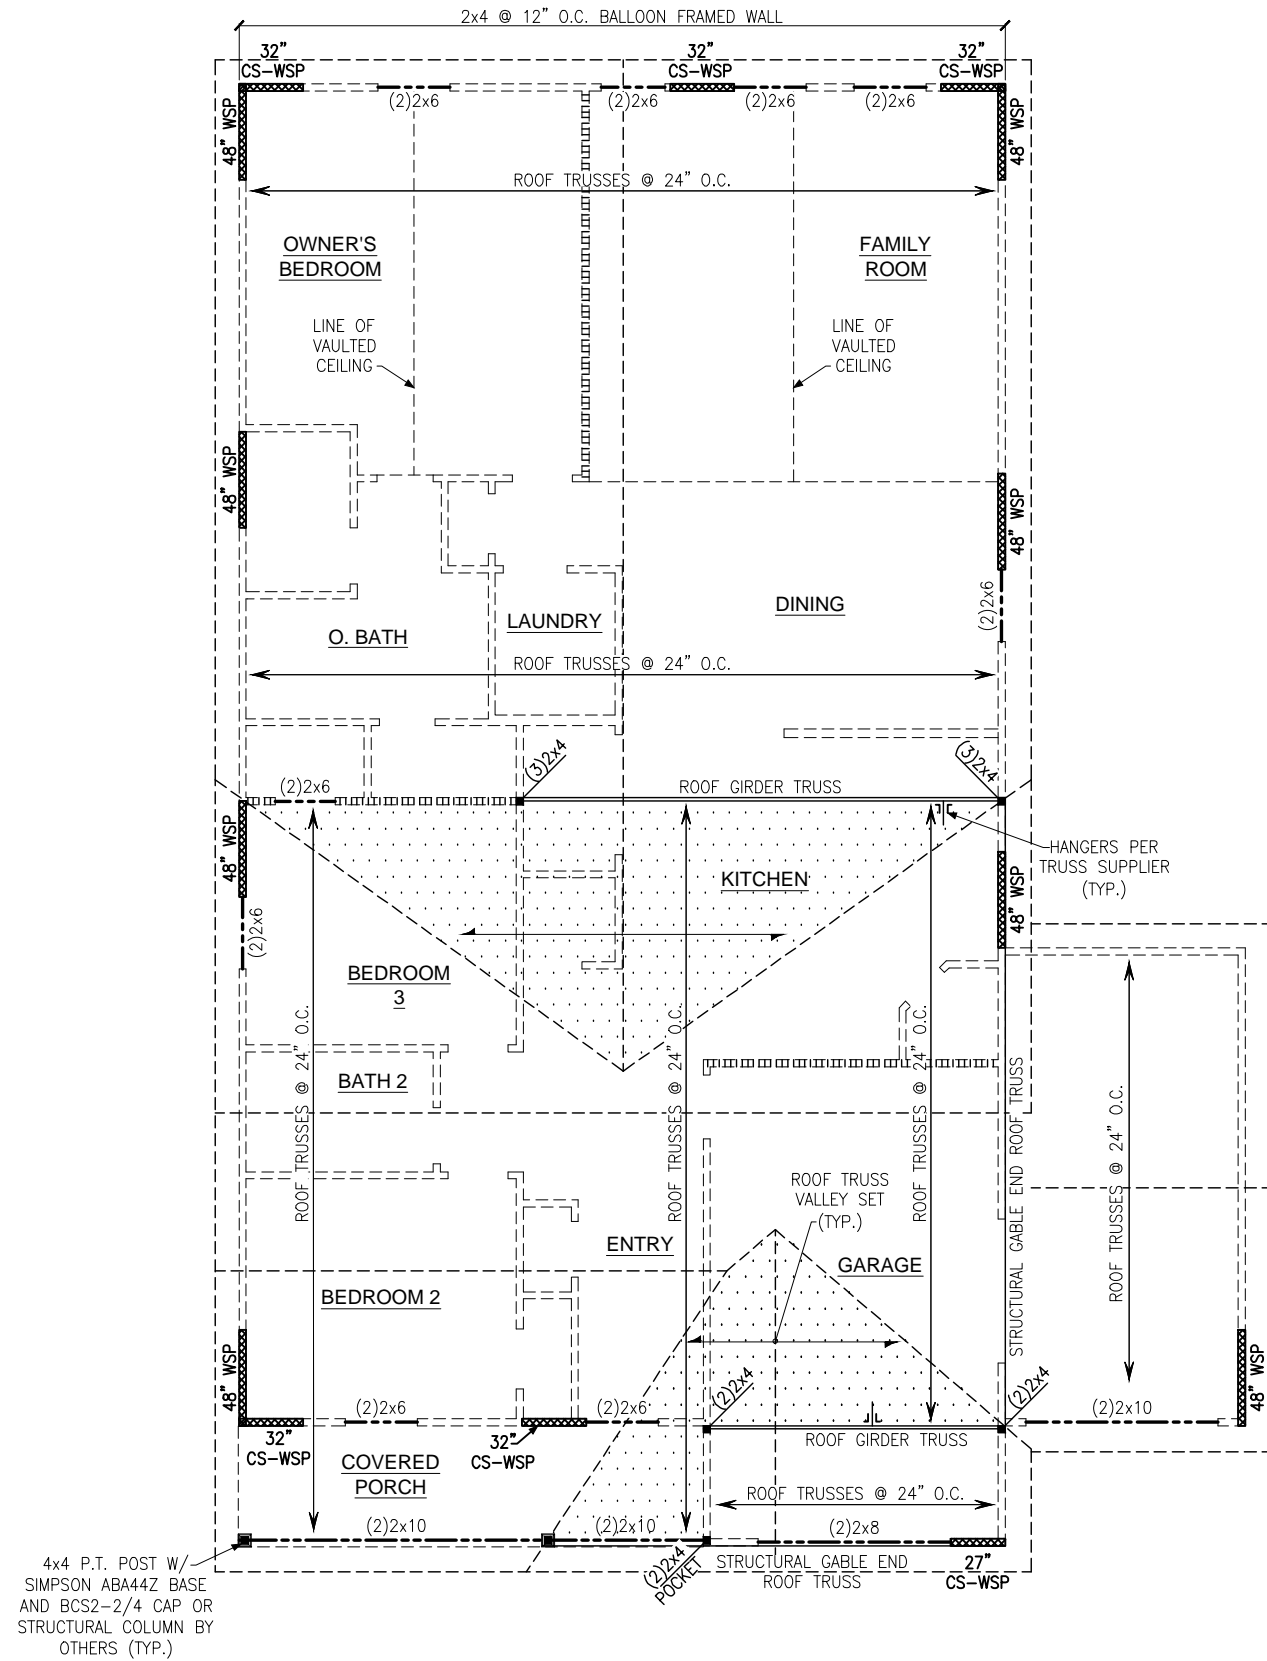 2x4 @ 12" O.C. BALLOON FRAMED WALL
32"
CS-WSP
32"
CS-WSP
32"
CS-WSP
(2)2x6
(2)2x6
(2)2x6
(2)2x6
48" WSP
48" WSP
ROOF TRUSSES @ 24" O.C.
OWNER'S
BEDROOM
FAMILY
ROOM
LINE OF
VAULTED
CEILING
LINE OF
VAULTED
CEILING
48" WSP
48" WSP
(2)2x6
DINING
LAUNDRY
O. BATH
ROOF TRUSSES @ 24" O.C.
(3)2x4
(3)2x4
(2)2x6
ROOF GIRDER TRUSS
48" WSP
HANGERS PER
TRUSS SUPPLIER
(TYP.)
KITCHEN
48" WSP
(2)2x6
BEDROOM
3
ROOF TRUSSES @ 24" O.C.
ROOF TRUSSES @ 24" O.C.
ROOF TRUSSES @ 24" O.C.
STRUCTURAL GABLE END ROOF TRUSS
ROOF TRUSSES @ 24" O.C.
BATH 2
ROOF TRUSS
VALLEY SET
(TYP.)
ENTRY
GARAGE
BEDROOM 2
48" WSP
48" WSP
(2)2x6
(2)2x6
(2)2x4
(2)2x4
(2)2x10
32"
CS-WSP
32"
CS-WSP
ROOF GIRDER TRUSS
COVERED
PORCH
ROOF TRUSSES @ 24" O.C.
(2)2x10
(2)2x10
(2)2x8
4x4 P.T. POST W/
SIMPSON ABA44Z BASE
AND BCS2-2/4 CAP OR
STRUCTURAL COLUMN BY
OTHERS (TYP.)
(2)2x4
POCKET
STRUCTURAL GABLE END
ROOF TRUSS
27"
CS-WSP